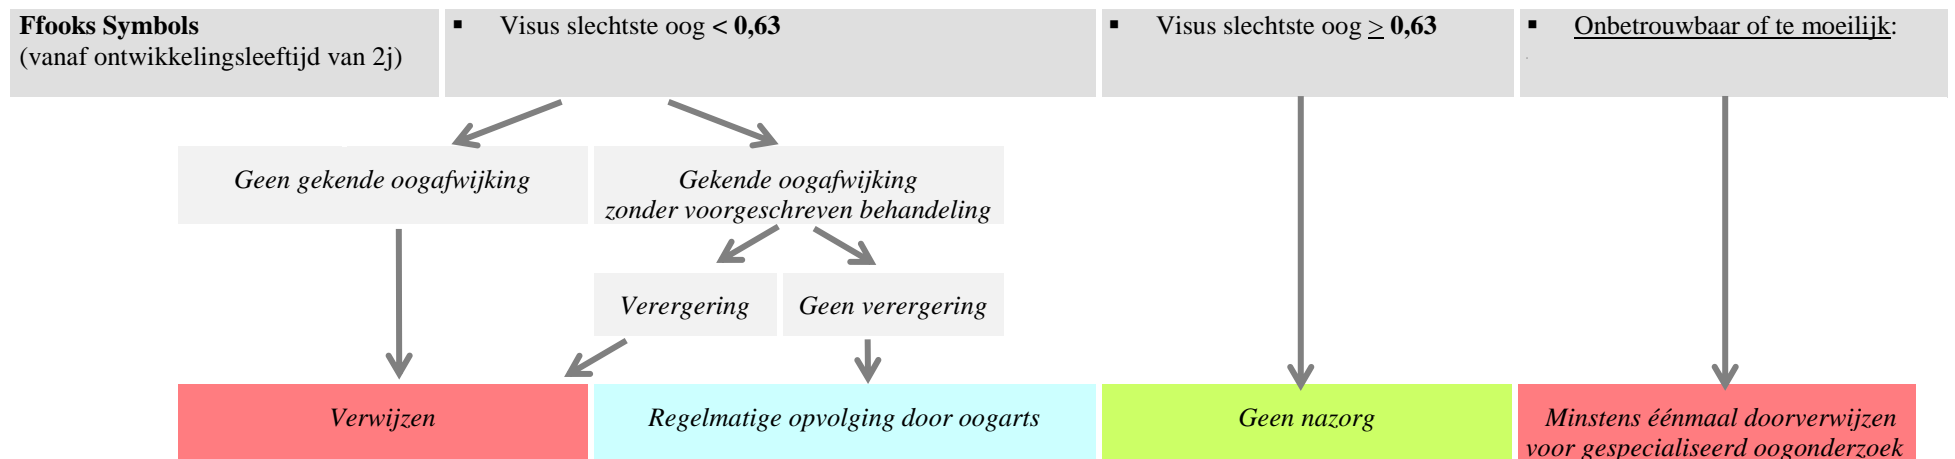 Ffooks Symbols
(vanaf ontwikkelingsleeftijd van 2j)
▪ Visus slechtste oog < 0,63
▪ Visus slechtste oog ≥ 0,63
▪ Onbetrouwbaar of te moeilijk:
Geen gekende oogafwijking
Gekende oogafwijking
zonder voorgeschreven behandeling
Verergering
Geen verergering
Verwijzen
Regelmatige opvolging door oogarts
Geen nazorg
Minstens éénmaal doorverwijzen
voor gespecialiseerd oogonderzoek